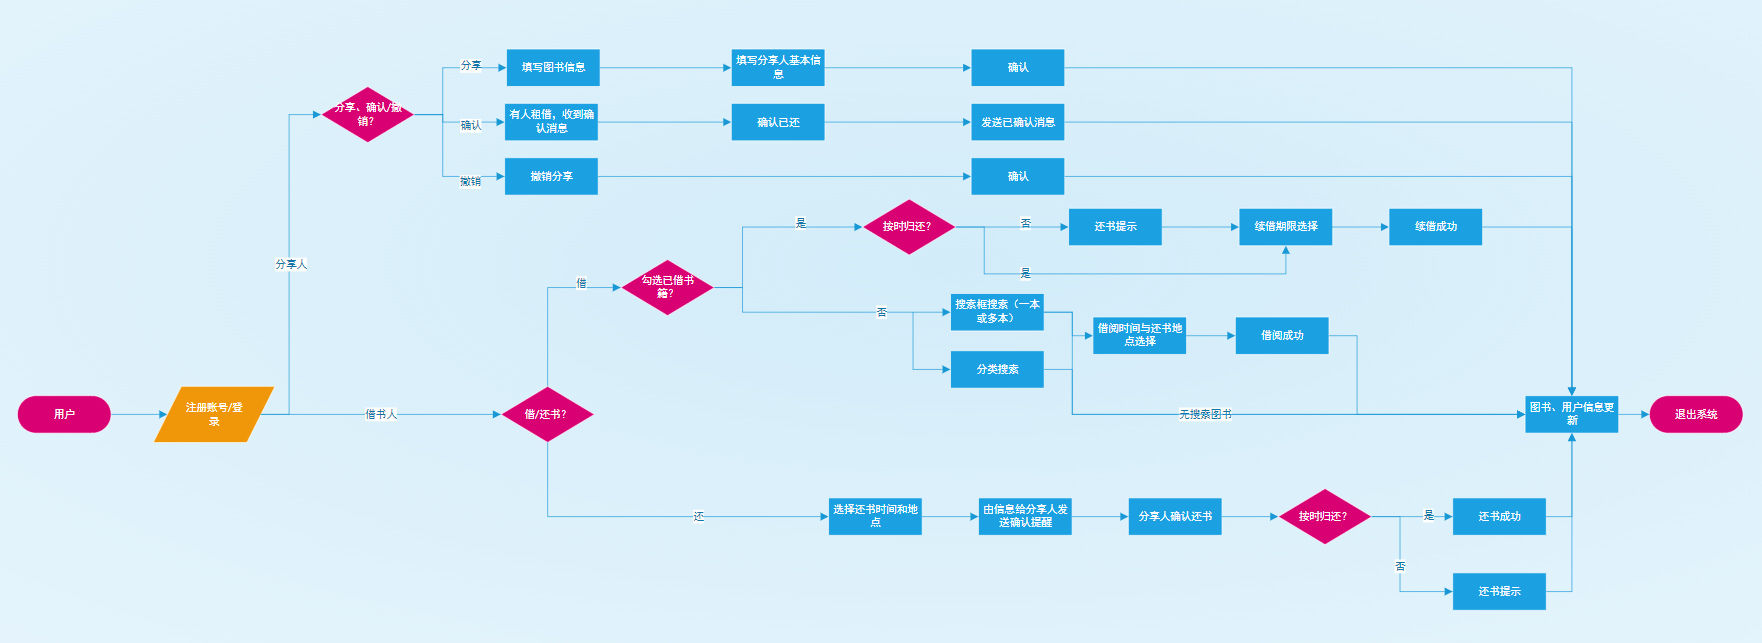 分享
填写图书信息
填写分享人基本信
息
确认
分享、确认/撤
销?
确认
有人租借，收到确
认消息
确认已还
发送已确认消息
撤销
撤销分享
确认
分享人
是
按时归还?
否
还书提示
续借期限选择
续借成功
是
借
勾选已借书
籍?
否
搜索框搜索（一本
或多本）
借阅时间与还书地
点选择
借阅成功
分类搜索
用户
注册账号/登
录
借书人
借/还书?
无搜索图书
图书、用户信息更
新
退出系统
还
选择还书时间和地
点
由信息给分享人发
送确认提醒
分享人确认还书
按时归还?
是
还书成功
否
还书提示